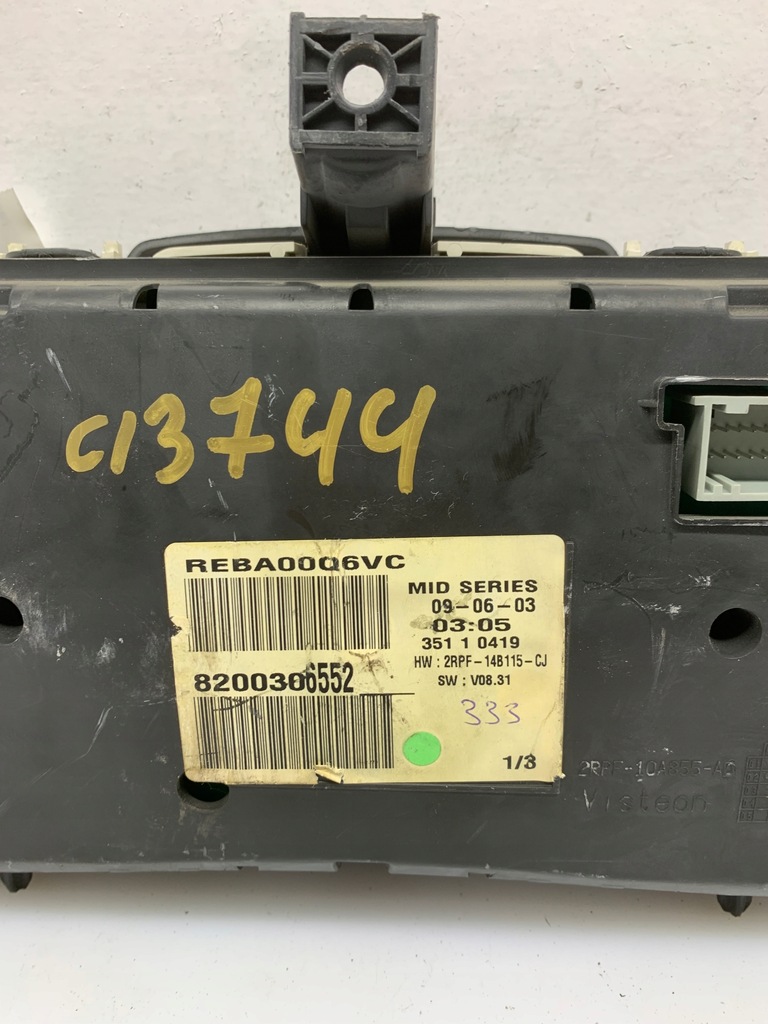 C13744
REBA00Q6VC
MID SERIES
09-06-03
03:05
351 1 0419
HW : 2RPF-14B115-CJ
8200306552
SW : V08.31
333
1/3
Visteon